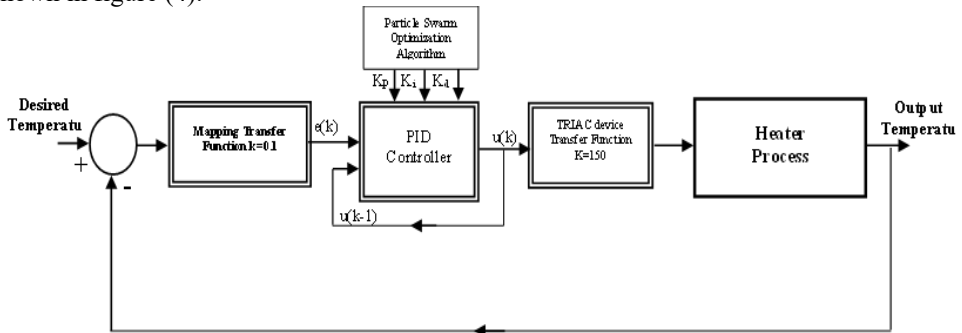 shown in figure (4).
Particle Swarm
Optimization
Algorithm
Kp Ki Kd
Desired
Temperatu
Mapping Transfer
Function k=0.1
e(k)
PID
Controller
u(k)
TRIAC device
Transfer Function
K=150
Heater
Process
Output
Temperatu
+
-
u(k-1)